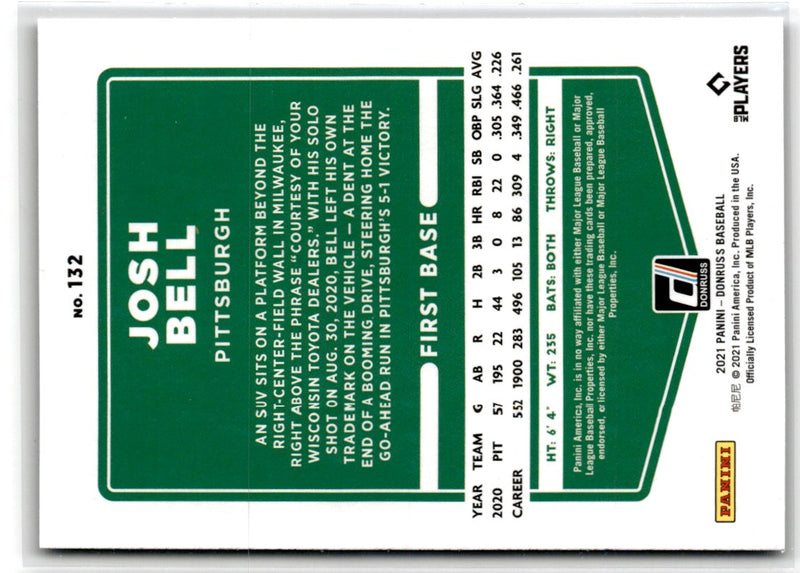 No. 132
JOSH
BELL
PITTSBURGH
AN SUV SITS ON A PLATFORM BEYOND THE
RIGHT-CENTER-FIELD WALL IN MILWAUKEE,
RIGHT ABOVE THE PHRASE "COURTESY OF YOUR
WISCONSIN TOYOTA DEALERS." WITH HIS SOLO
SHOT ON AUG. 30, 2020, BELL LEFT HIS OWN
TRADEMARK ON THE VEHICLE — A DENT AT THE
END OF A BOOMING DRIVE, STEERING HOME THE
GO-AHEAD RUN IN PITTSBURGH'S 5-1 VICTORY.
FIRST BASE
YEAR TEAM G AB R H 2B 3B HR RBI SB OBP SLG AVG
2020 PIT 57 195 22 44 3 0 8 22 0 .305 .364 .226
CAREER 552 1900 283 496 105 13 86 309 4 .349 .466 .261
HT: 6' 4" WT: 235 BATS: BOTH THROWS: RIGHT
Panini America, Inc. is in no way affiliated with either Major League Baseball or Major
League Baseball Properties, Inc. nor have these trading cards been prepared, approved,
endorsed, or licensed by either Major League Baseball or Major League Baseball
Properties, Inc.
DONRUSS
2021 PANINI – DONRUSS BASEBALL
帕尼尼 © 2021 Panini America, Inc. Produced in the USA.
Officially Licensed Product of MLB Players, Inc.
PANINI
MLB PLAYERS